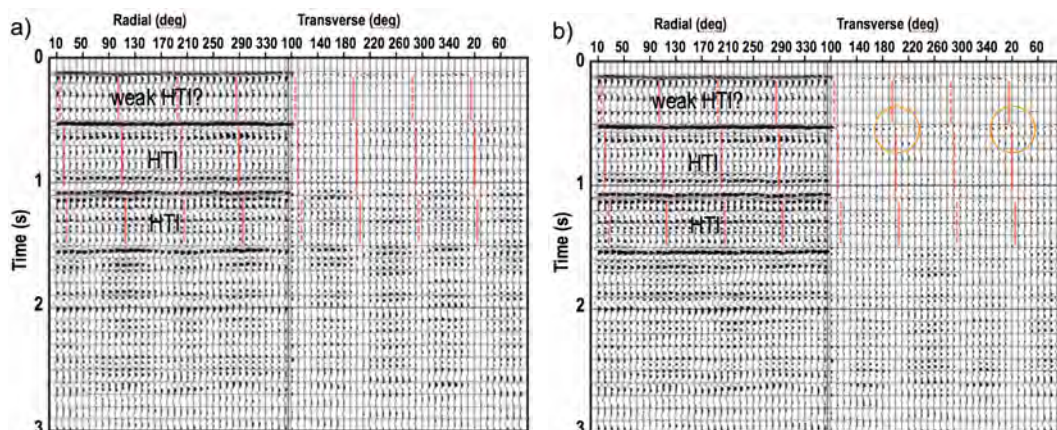 a)
Radial (deg) Transverse (deg)
10 50 90 130 170 210 250 290 330 100 140 180 220 260 300 340 20 60
0
weak HTI?
HTI
1
HTI
Time (s)
2
3
b)
Radial (deg) Transverse (deg)
10 50 90 130 170 210 250 290 330 100 140 180 220 260 300 340 20 60
0
weak HTI?
HTI
1
HTI
Time (s)
2
3